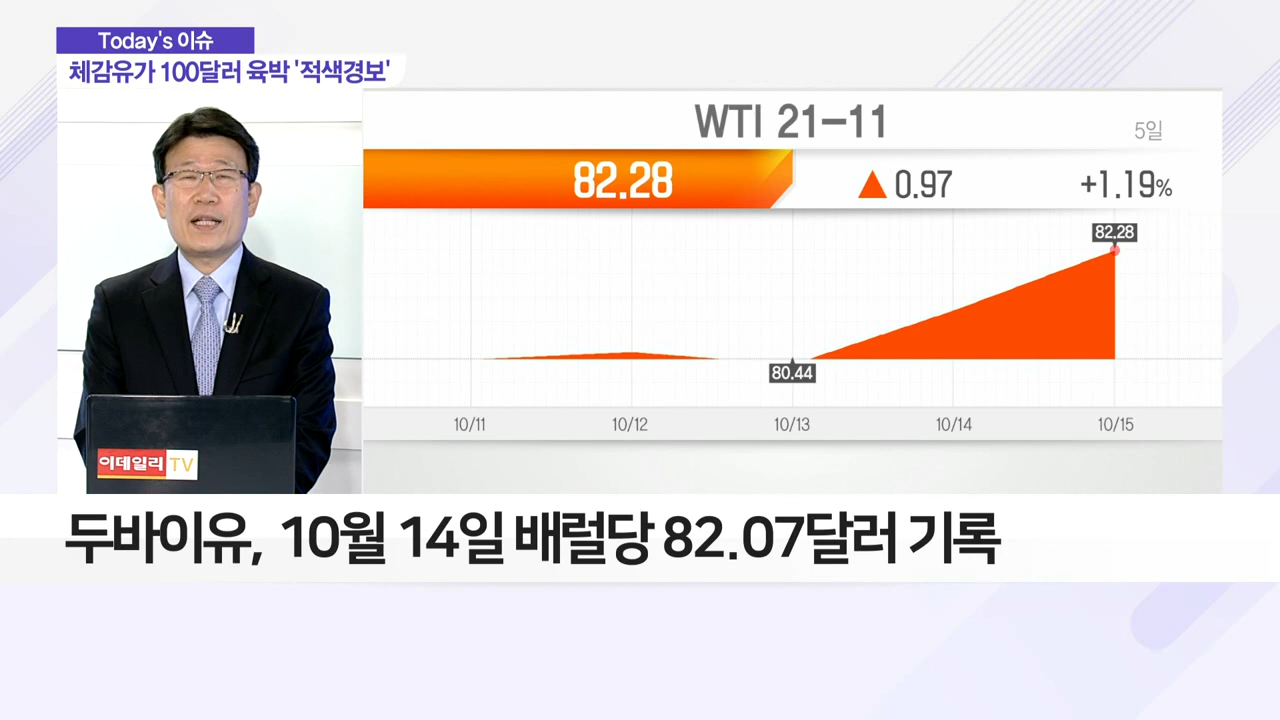 Today's 이슈
체감유가 100달러 육박 '적색경보'
WTI 21-11
5일
82.28
▲ 0.97
+1.19%
82.28
80.44
10/11
10/12
10/13
10/14
10/15
이데일리 TV
두바이유, 10월 14일 배럴당 82.07달러 기록